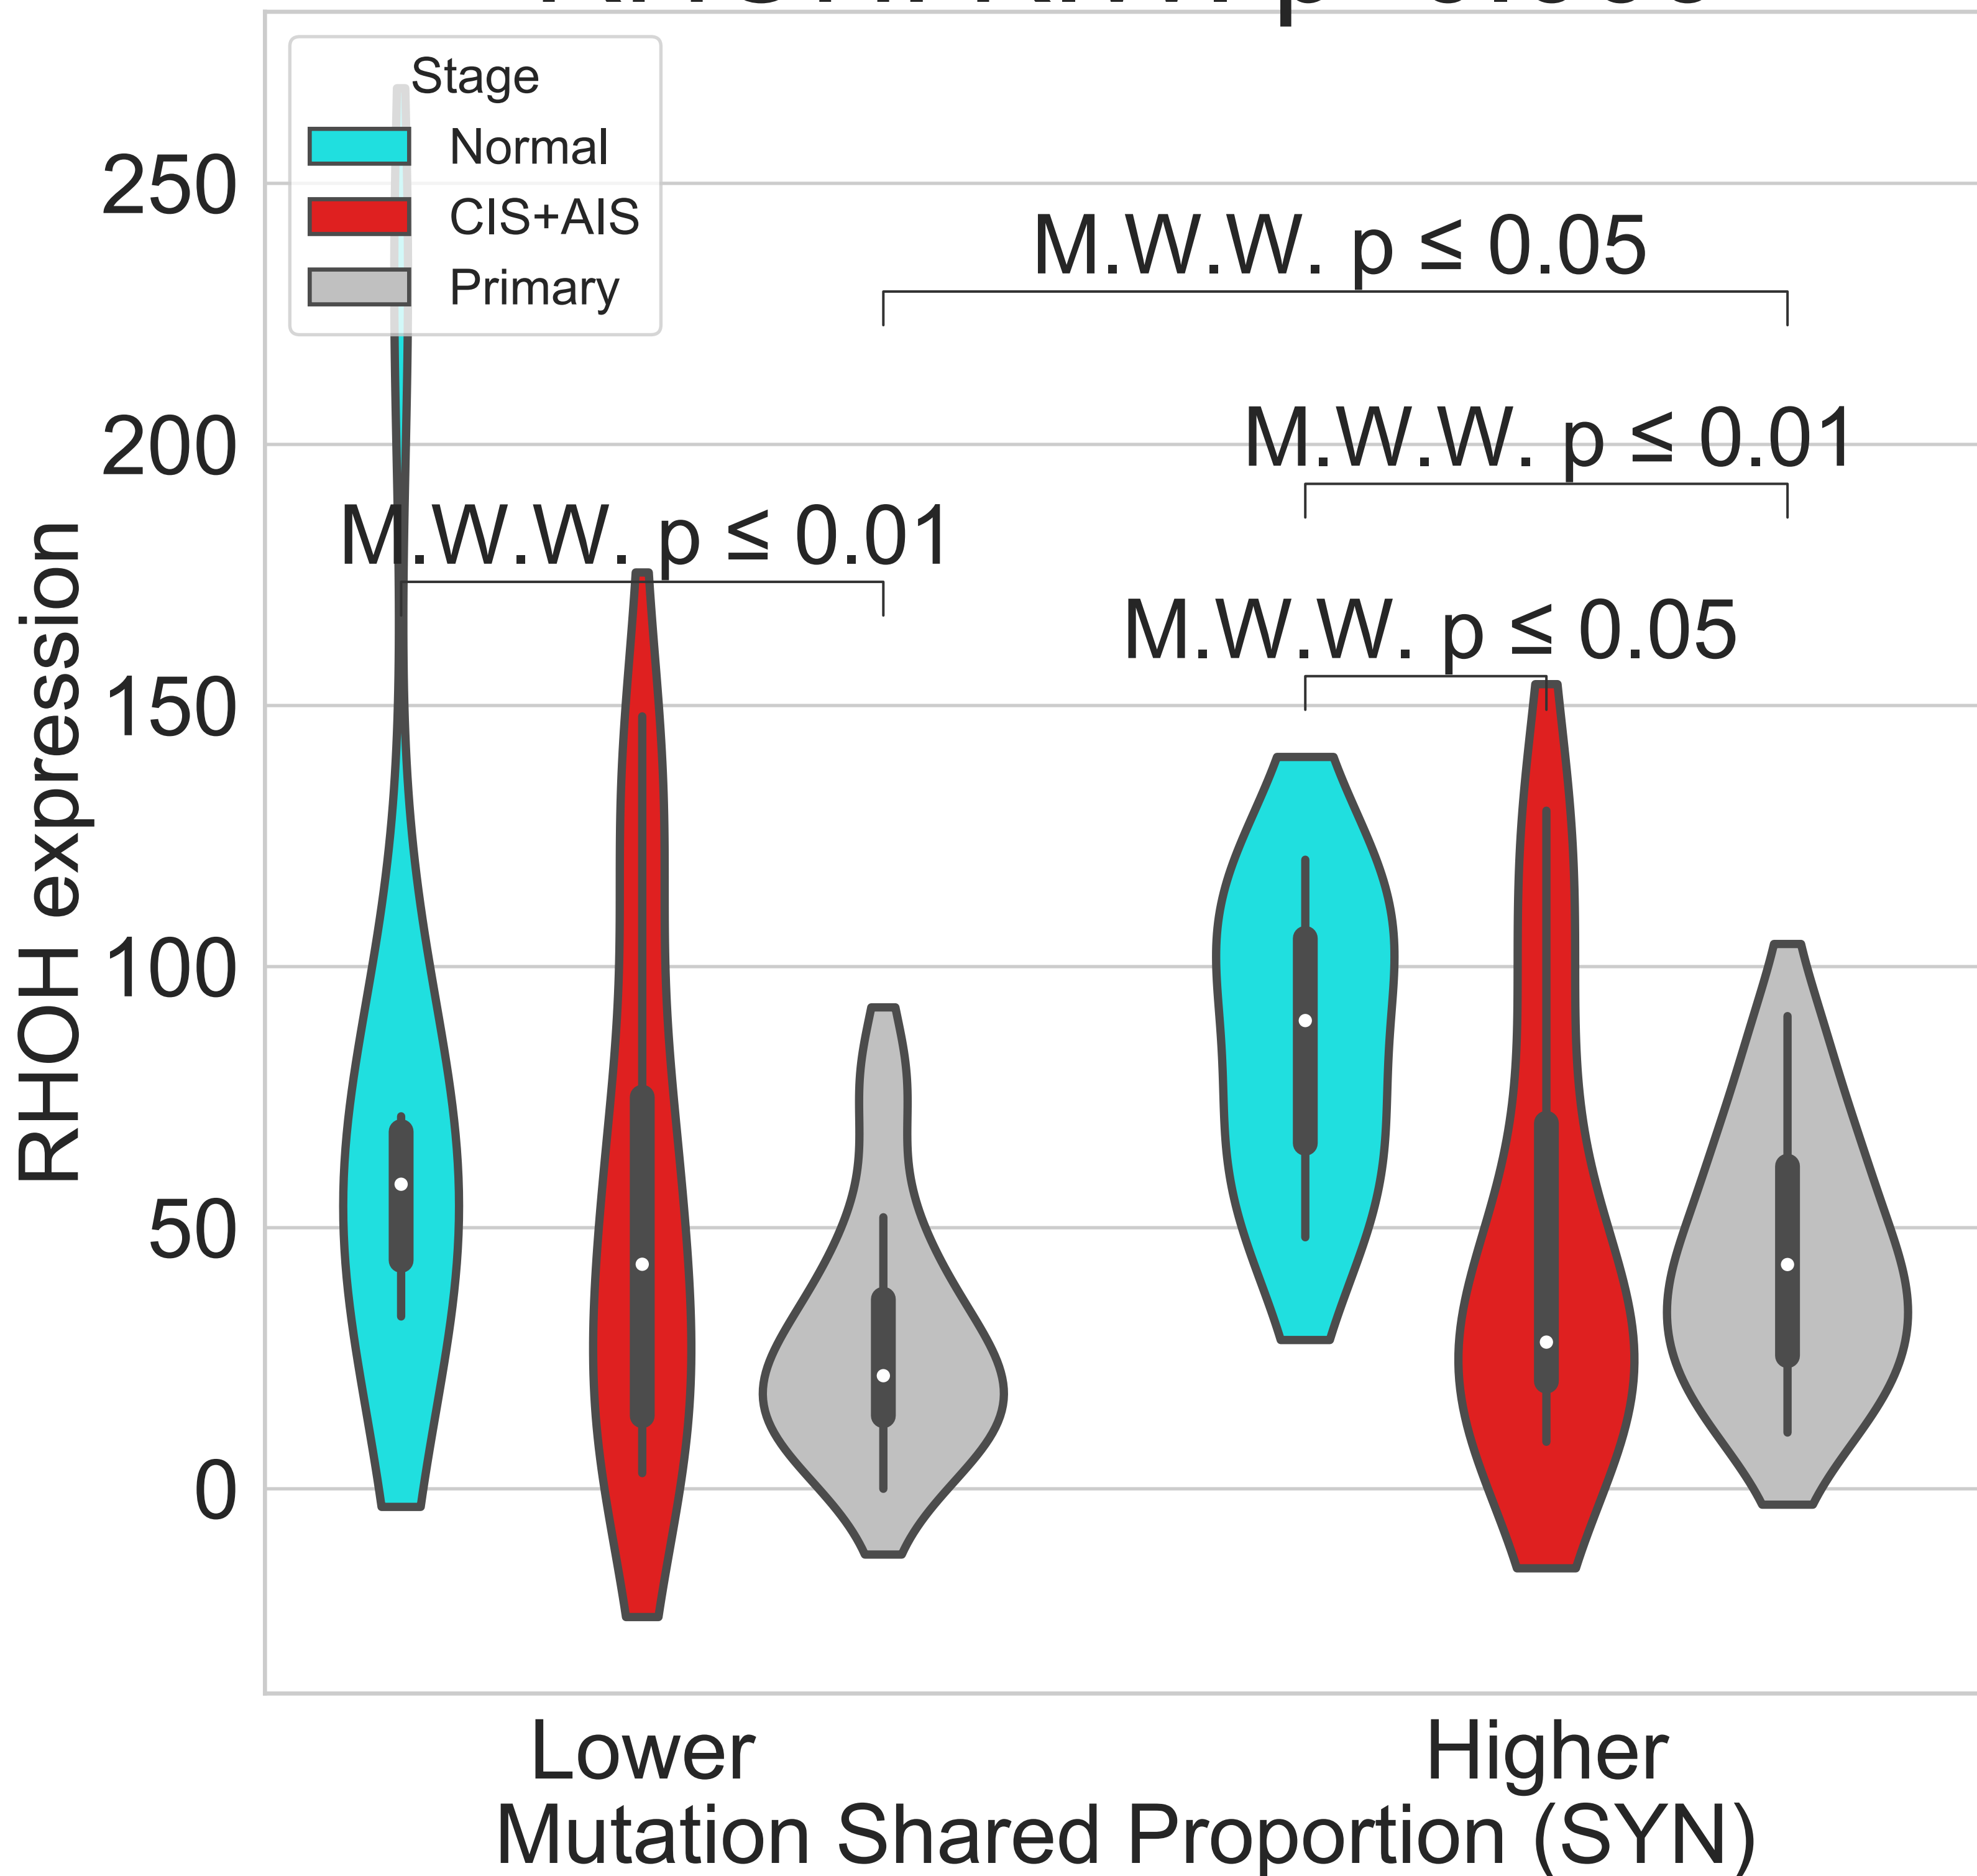 Stage
Normal
CIS+AIS
Primary
250
200
150
100
50
0
RHOH expression
M.W.W. p ≤ 0.05
M.W.W. p ≤ 0.01
M.W.W. p ≤ 0.01
M.W.W. p ≤ 0.05
Lower
Higher
Mutation Shared Proportion (SYN)